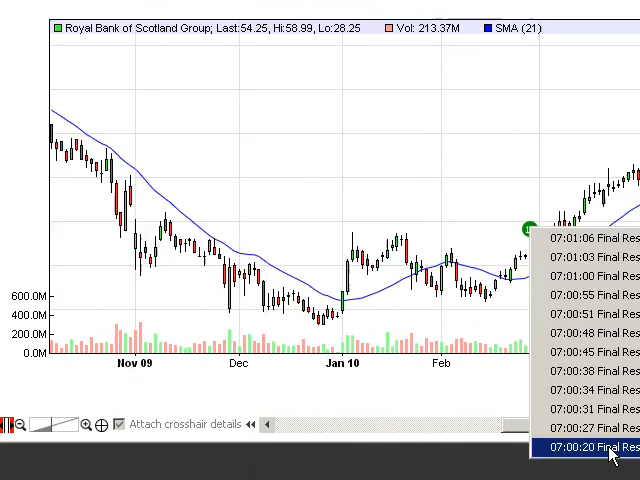 Royal Bank of Scotland Group; Last:54.25, Hi:58.99, Lo:28.25 Vol: 213.37M SMA (21)
07:01:06 Final Res
07:01:03 Final Res
07:01:00 Final Res
07:00:55 Final Res
07:00:51 Final Res
07:00:48 Final Res
07:00:45 Final Res
07:00:38 Final Res
07:00:34 Final Res
07:00:31 Final Res
07:00:27 Final Res
07:00:20 Final Res
600.0M
400.0M
200.0M
0.0M
Nov 09 Dec Jan 10 Feb
Attach crosshair details